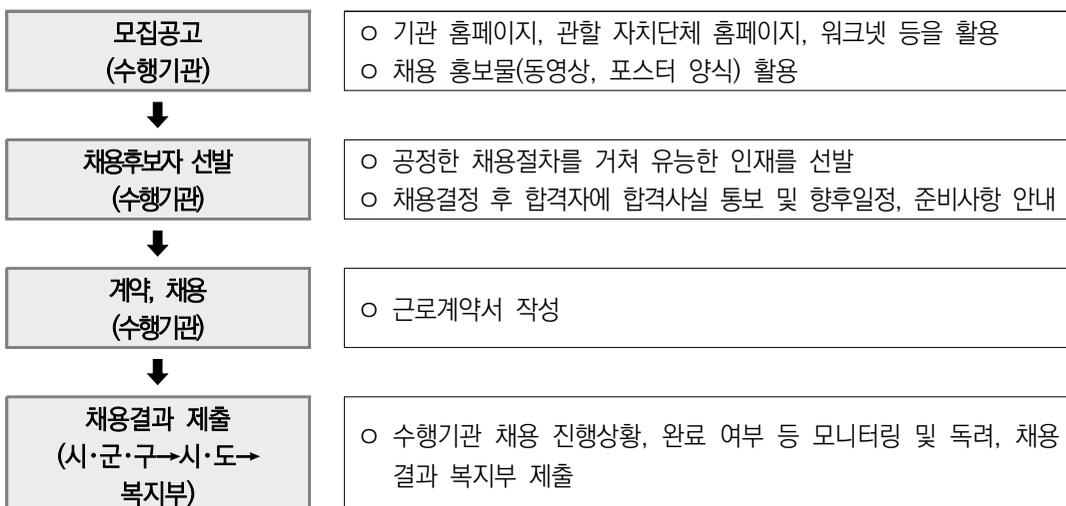 모집공고
(수행기관)
ㅇ 기관 홈페이지, 관할 자치단체 홈페이지, 워크넷 등을 활용
ㅇ 채용 홍보물(동영상, 포스터 양식) 활용
채용후보자 선발
(수행기관)
ㅇ 공정한 채용절차를 거쳐 유능한 인재를 선발
ㅇ 채용결정 후 합격자에 합격사실 통보 및 향후일정, 준비사항 안내
계약, 채용
(수행기관)
ㅇ 근로계약서 작성
채용결과 제출
(시·군·구→시·도→
복지부)
ㅇ 수행기관 채용 진행상황, 완료 여부 등 모니터링 및 독려, 채용
결과 복지부 제출